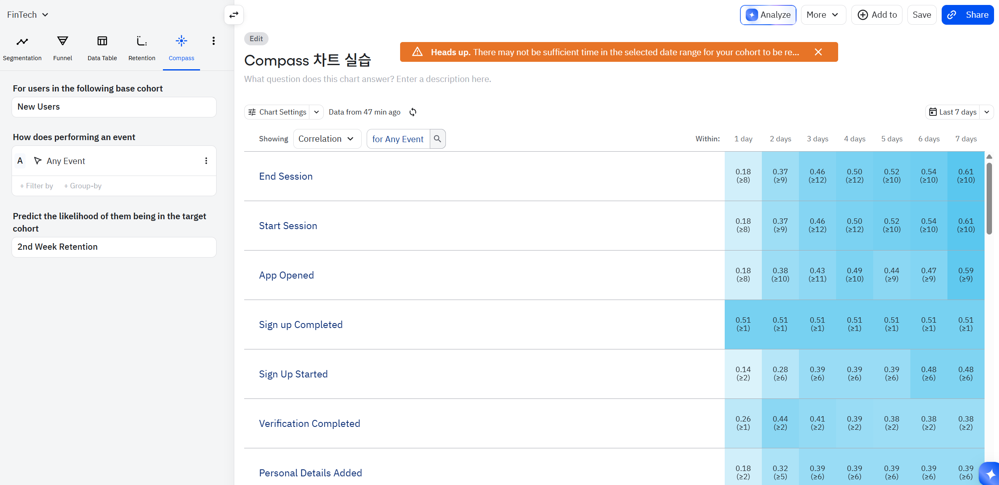 FinTech
Segmentation
Funnel
Data Table
Retention
Compass
For users in the following base cohort
New Users
How does performing an event
A Any Event
+ Filter by + Group-by
Predict the likelihood of them being in the target
cohort
2nd Week Retention
Analyze
More
Add to
Save
Share
Edit
Heads up. There may not be sufficient time in the selected date range for your cohort to be re...
Compass 차트 실습
What question does this chart answer? Enter a description here.
Chart Settings
Data from 47 min ago
Last 7 days
Showing Correlation for Any Event
Within: 1 day 2 days 3 days 4 days 5 days 6 days 7 days
End Session
0.18 0.37 0.46 0.50 0.52 0.54 0.61
(≥8) (≥9) (≥12) (≥12) (≥10) (≥10) (≥10)
Start Session
0.18 0.37 0.46 0.50 0.52 0.54 0.61
(≥8) (≥9) (≥12) (≥12) (≥10) (≥10) (≥10)
App Opened
0.18 0.38 0.43 0.49 0.44 0.47 0.59
(≥8) (≥10) (≥11) (≥10) (≥9) (≥9) (≥9)
Sign up Completed
0.51 0.51 0.51 0.51 0.51 0.51 0.51
(≥1) (≥1) (≥1) (≥1) (≥1) (≥1) (≥1)
Sign Up Started
0.14 0.28 0.39 0.39 0.39 0.48 0.48
(≥2) (≥6) (≥6) (≥6) (≥6) (≥6) (≥6)
Verification Completed
0.26 0.44 0.41 0.39 0.38 0.38 0.38
(≥1) (≥2) (≥2) (≥2) (≥2) (≥2) (≥2)
Personal Details Added
0.18 0.32 0.39 0.39 0.39 0.39 0.39
(≥2) (≥5) (≥6) (≥6) (≥6) (≥6) (≥6)